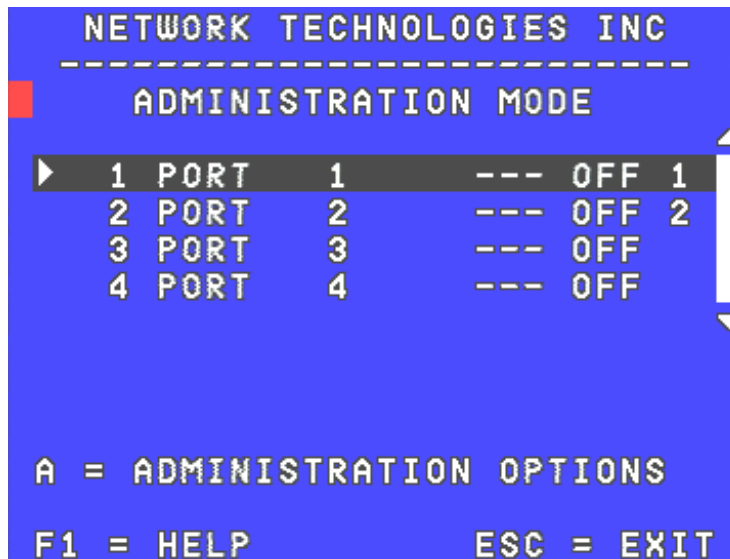 NETWORK TECHNOLOGIES INC
---------------------------
ADMINISTRATION MODE
1 PORT 1 --- OFF 1
2 PORT 2 --- OFF 2
3 PORT 3 --- OFF
4 PORT 4 --- OFF
A = ADMINISTRATION OPTIONS
F1 = HELP ESC = EXIT